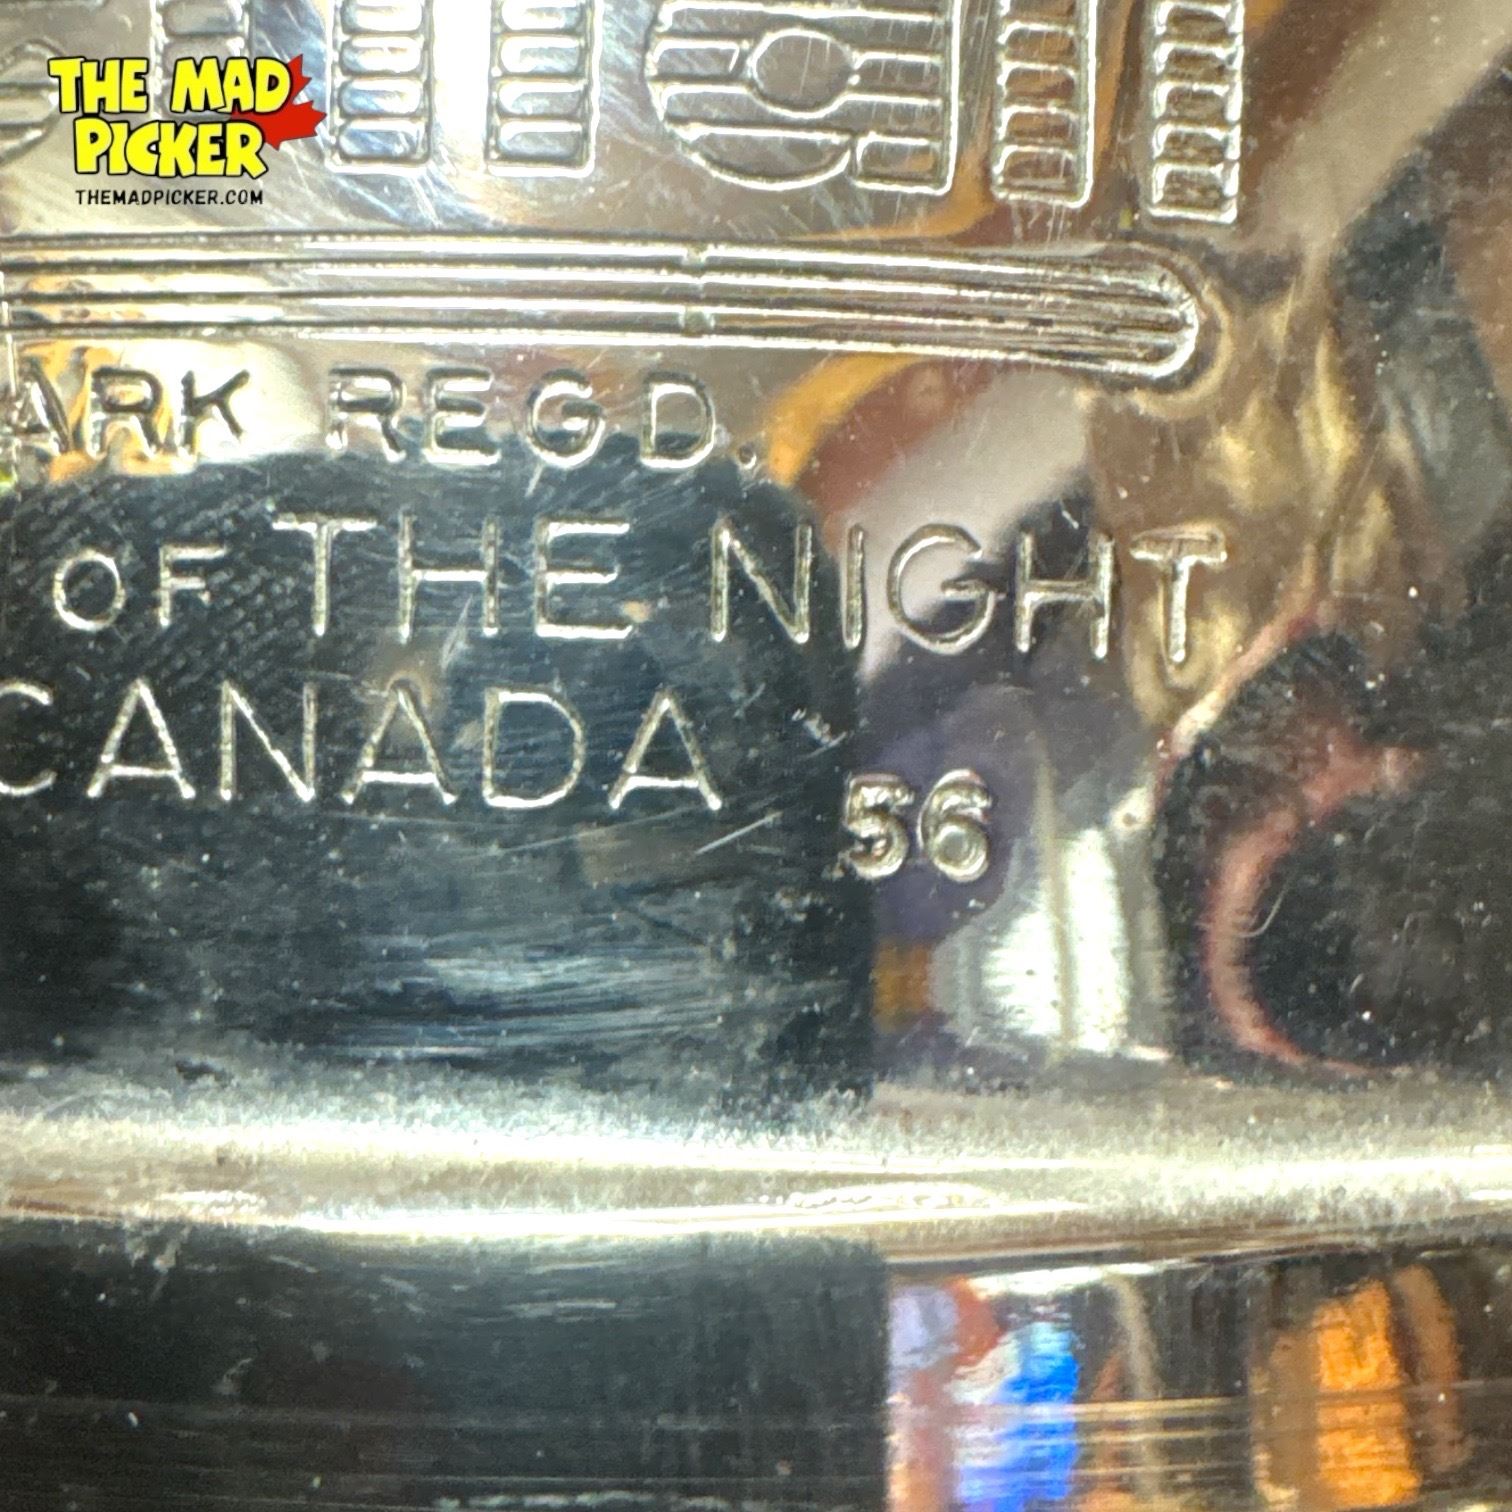 THE MAD
PICKER
THEMADPICKER.COM
ARK REGD.
OF THE NIGHT
CANADA
56